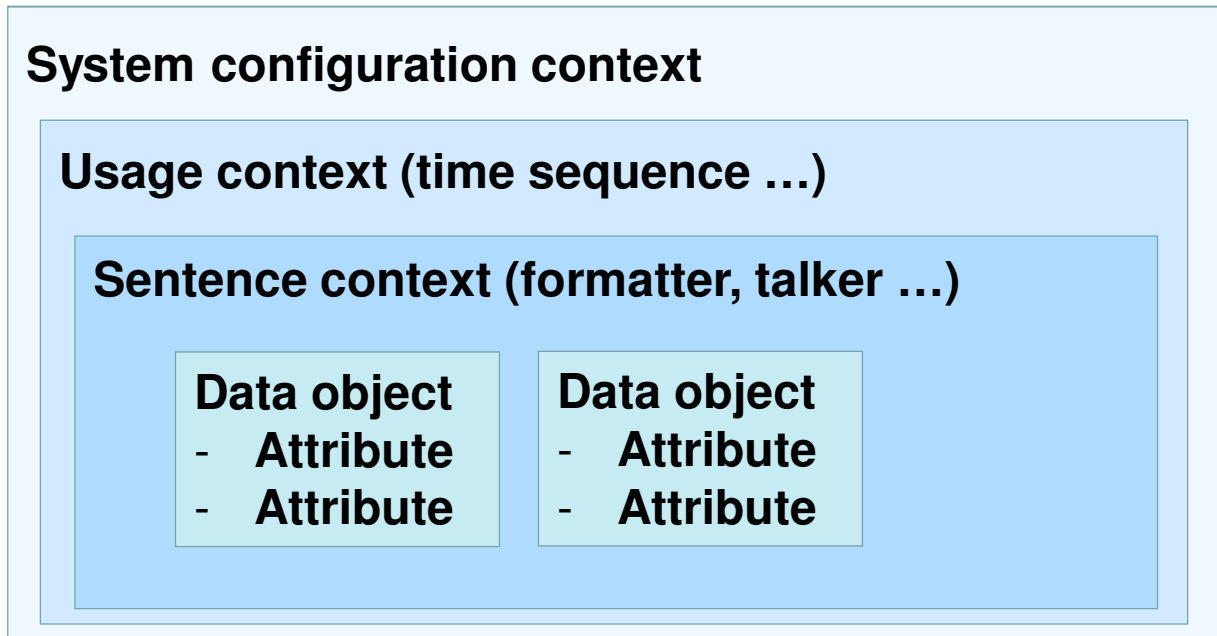 System configuration context
Usage context (time sequence …)
Sentence context (formatter, talker …)
Data object
- Attribute
- Attribute
Data object
- Attribute
- Attribute